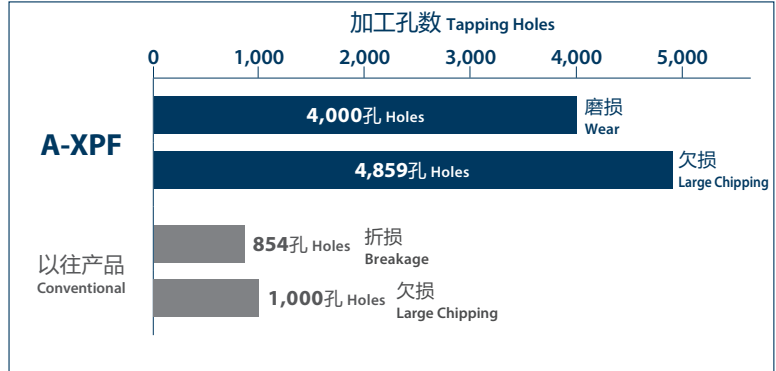 加工孔数 Tapping Holes
0 1,000 2,000 3,000 4,000 5,000
A-XPF
4,000孔 Holes
磨损
Wear
4,859孔 Holes
欠损
Large Chipping
以往产品
Conventional
854孔 Holes
折损
Breakage
1,000孔 Holes
欠损
Large Chipping